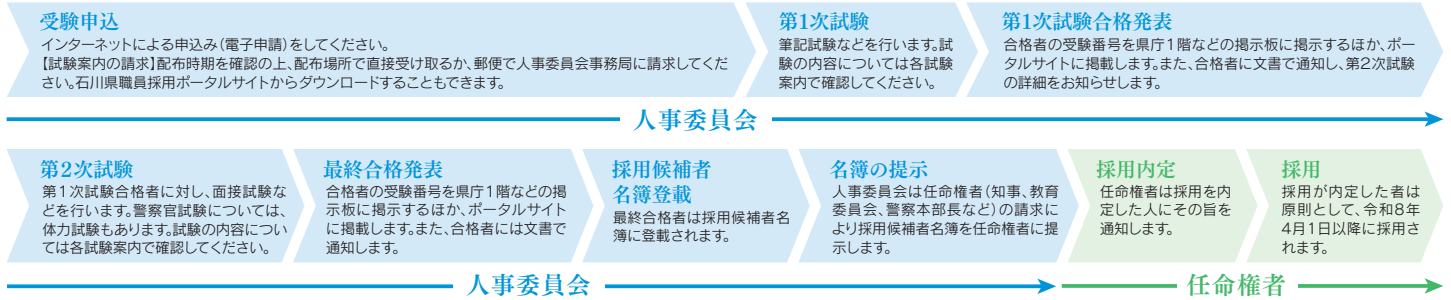 受験申込
インターネットによる申込み(電子申請)をしてください。
【試験案内の請求】配布時期を確認の上、配布場所で直接受け取るか、郵便で人事委員会事務局に請求してくだ
さい。石川県職員採用ポータルサイトからダウンロードすることもできます。
第1次試験
筆記試験などを行います。試
験の内容については各試験
案内で確認してください。
第1次試験合格発表
合格者の受験番号を県庁1階などの掲示板に掲示するほか、ポー
タルサイトに掲載します。また、合格者に文書で通知し、第2次試験
の詳細をお知らせします。
人事委員会
第2次試験
第1次試験合格者に対し、面接試験な
どを行います。警察官試験については、
体力試験もあります。試験の内容につい
ては各試験案内で確認してください。
最終合格発表
合格者の受験番号を県庁1階などの掲
示板に掲示するほか、ポータルサイト
に掲載します。また、合格者には文書で
通知します。
採用候補者
名簿登載
最終合格者は採用候補者名
簿に登載されます。
名簿の提示
人事委員会は任命権者(知事、教育
委員会、警察本部長など)の請求に
より採用候補者名簿を任命権者に提
示します。
採用内定
任命権者は採用を内
定した人にその旨を
通知します。
採用
採用が内定した者は
原則として、令和8年
4月1日以降に採用さ
れます。
人事委員会
任命権者